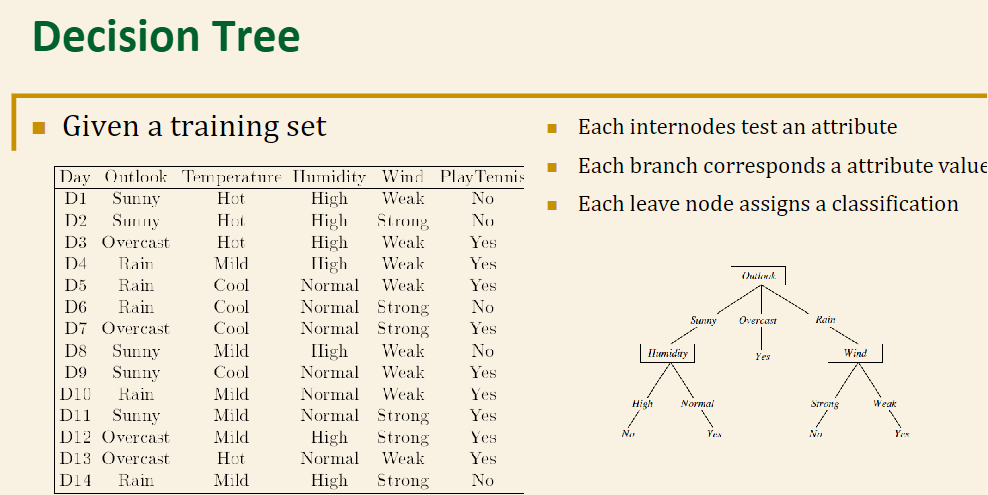 Decision Tree
Given a training set
Day Outlook Temperature Humidity Wind PlayTennis
D1 Sunny Hot High Weak No
D2 Sunny Hot High Strong No
D3 Overcast Hot High Weak Yes
D4 Rain Mild High Weak Yes
D5 Rain Cool Normal Weak Yes
D6 Rain Cool Normal Strong No
D7 Overcast Cool Normal Strong Yes
D8 Sunny Mild High Weak No
D9 Sunny Cool Normal Weak Yes
D10 Rain Mild Normal Weak Yes
D11 Sunny Mild Normal Strong Yes
D12 Overcast Mild High Strong Yes
D13 Overcast Hot Normal Weak Yes
D14 Rain Mild High Strong No
Each internodes test an attribute
Each branch corresponds a attribute value
Each leave node assigns a classification
Outlook
Sunny Overcast Rain
Humidity Yes Wind
High Normal Strong Weak
No Yes No Yes